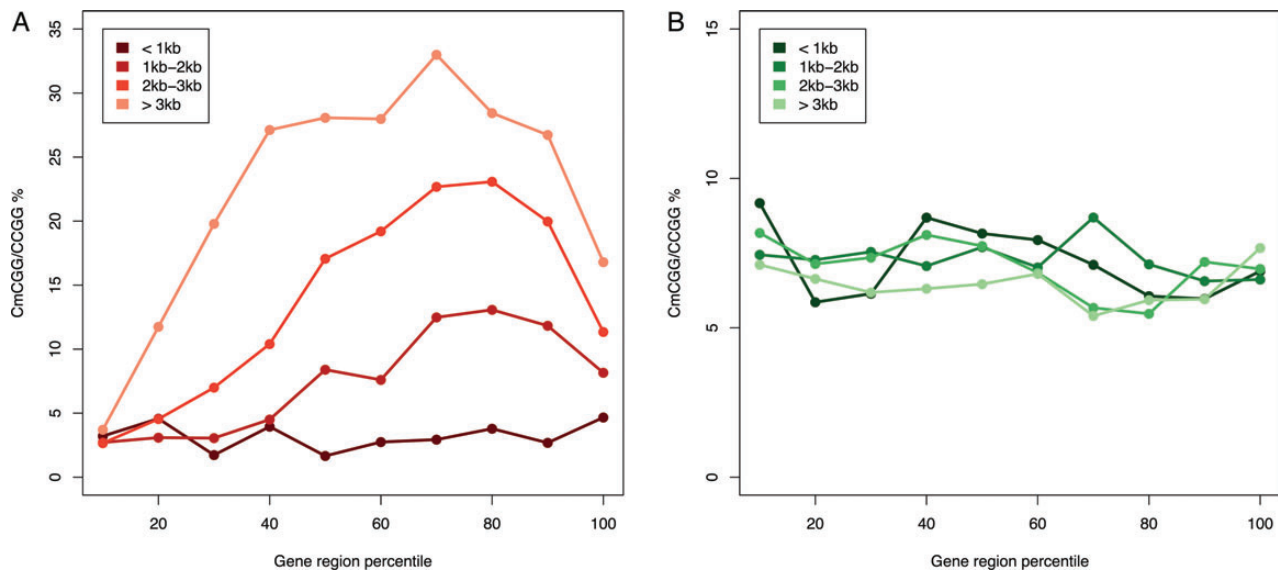 A
< 1kb
1kb−2kb
2kb−3kb
> 3kb
35
30
25
20
15
10
5
0
CmCGG/CCGG %
20 40 60 80 100
Gene region percentile
B
< 1kb
1kb−2kb
2kb−3kb
> 3kb
15
10
5
0
CmCGG/CCGG %
20 40 60 80 100
Gene region percentile